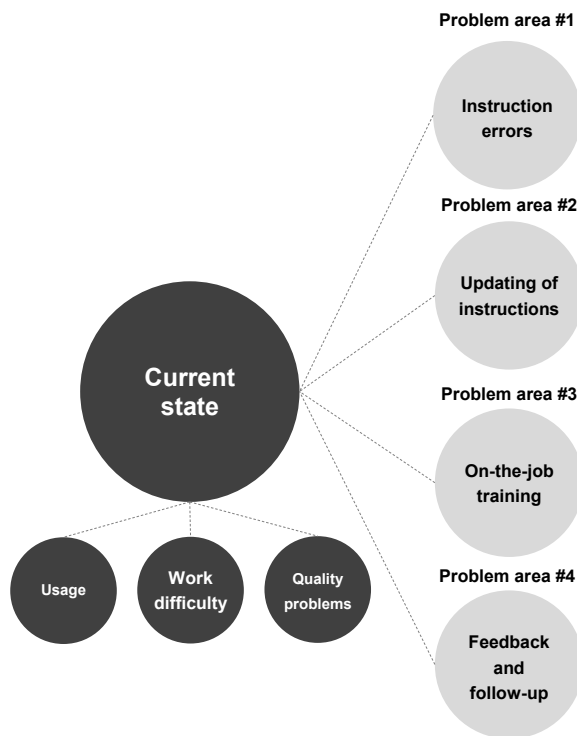 Problem area #1
Instruction
errors
Problem area #2
Updating of
instructions
Current
state
Problem area #3
On-the-job
training
Usage
Work
difficulty
Quality
problems
Problem area #4
Feedback
and
follow-up